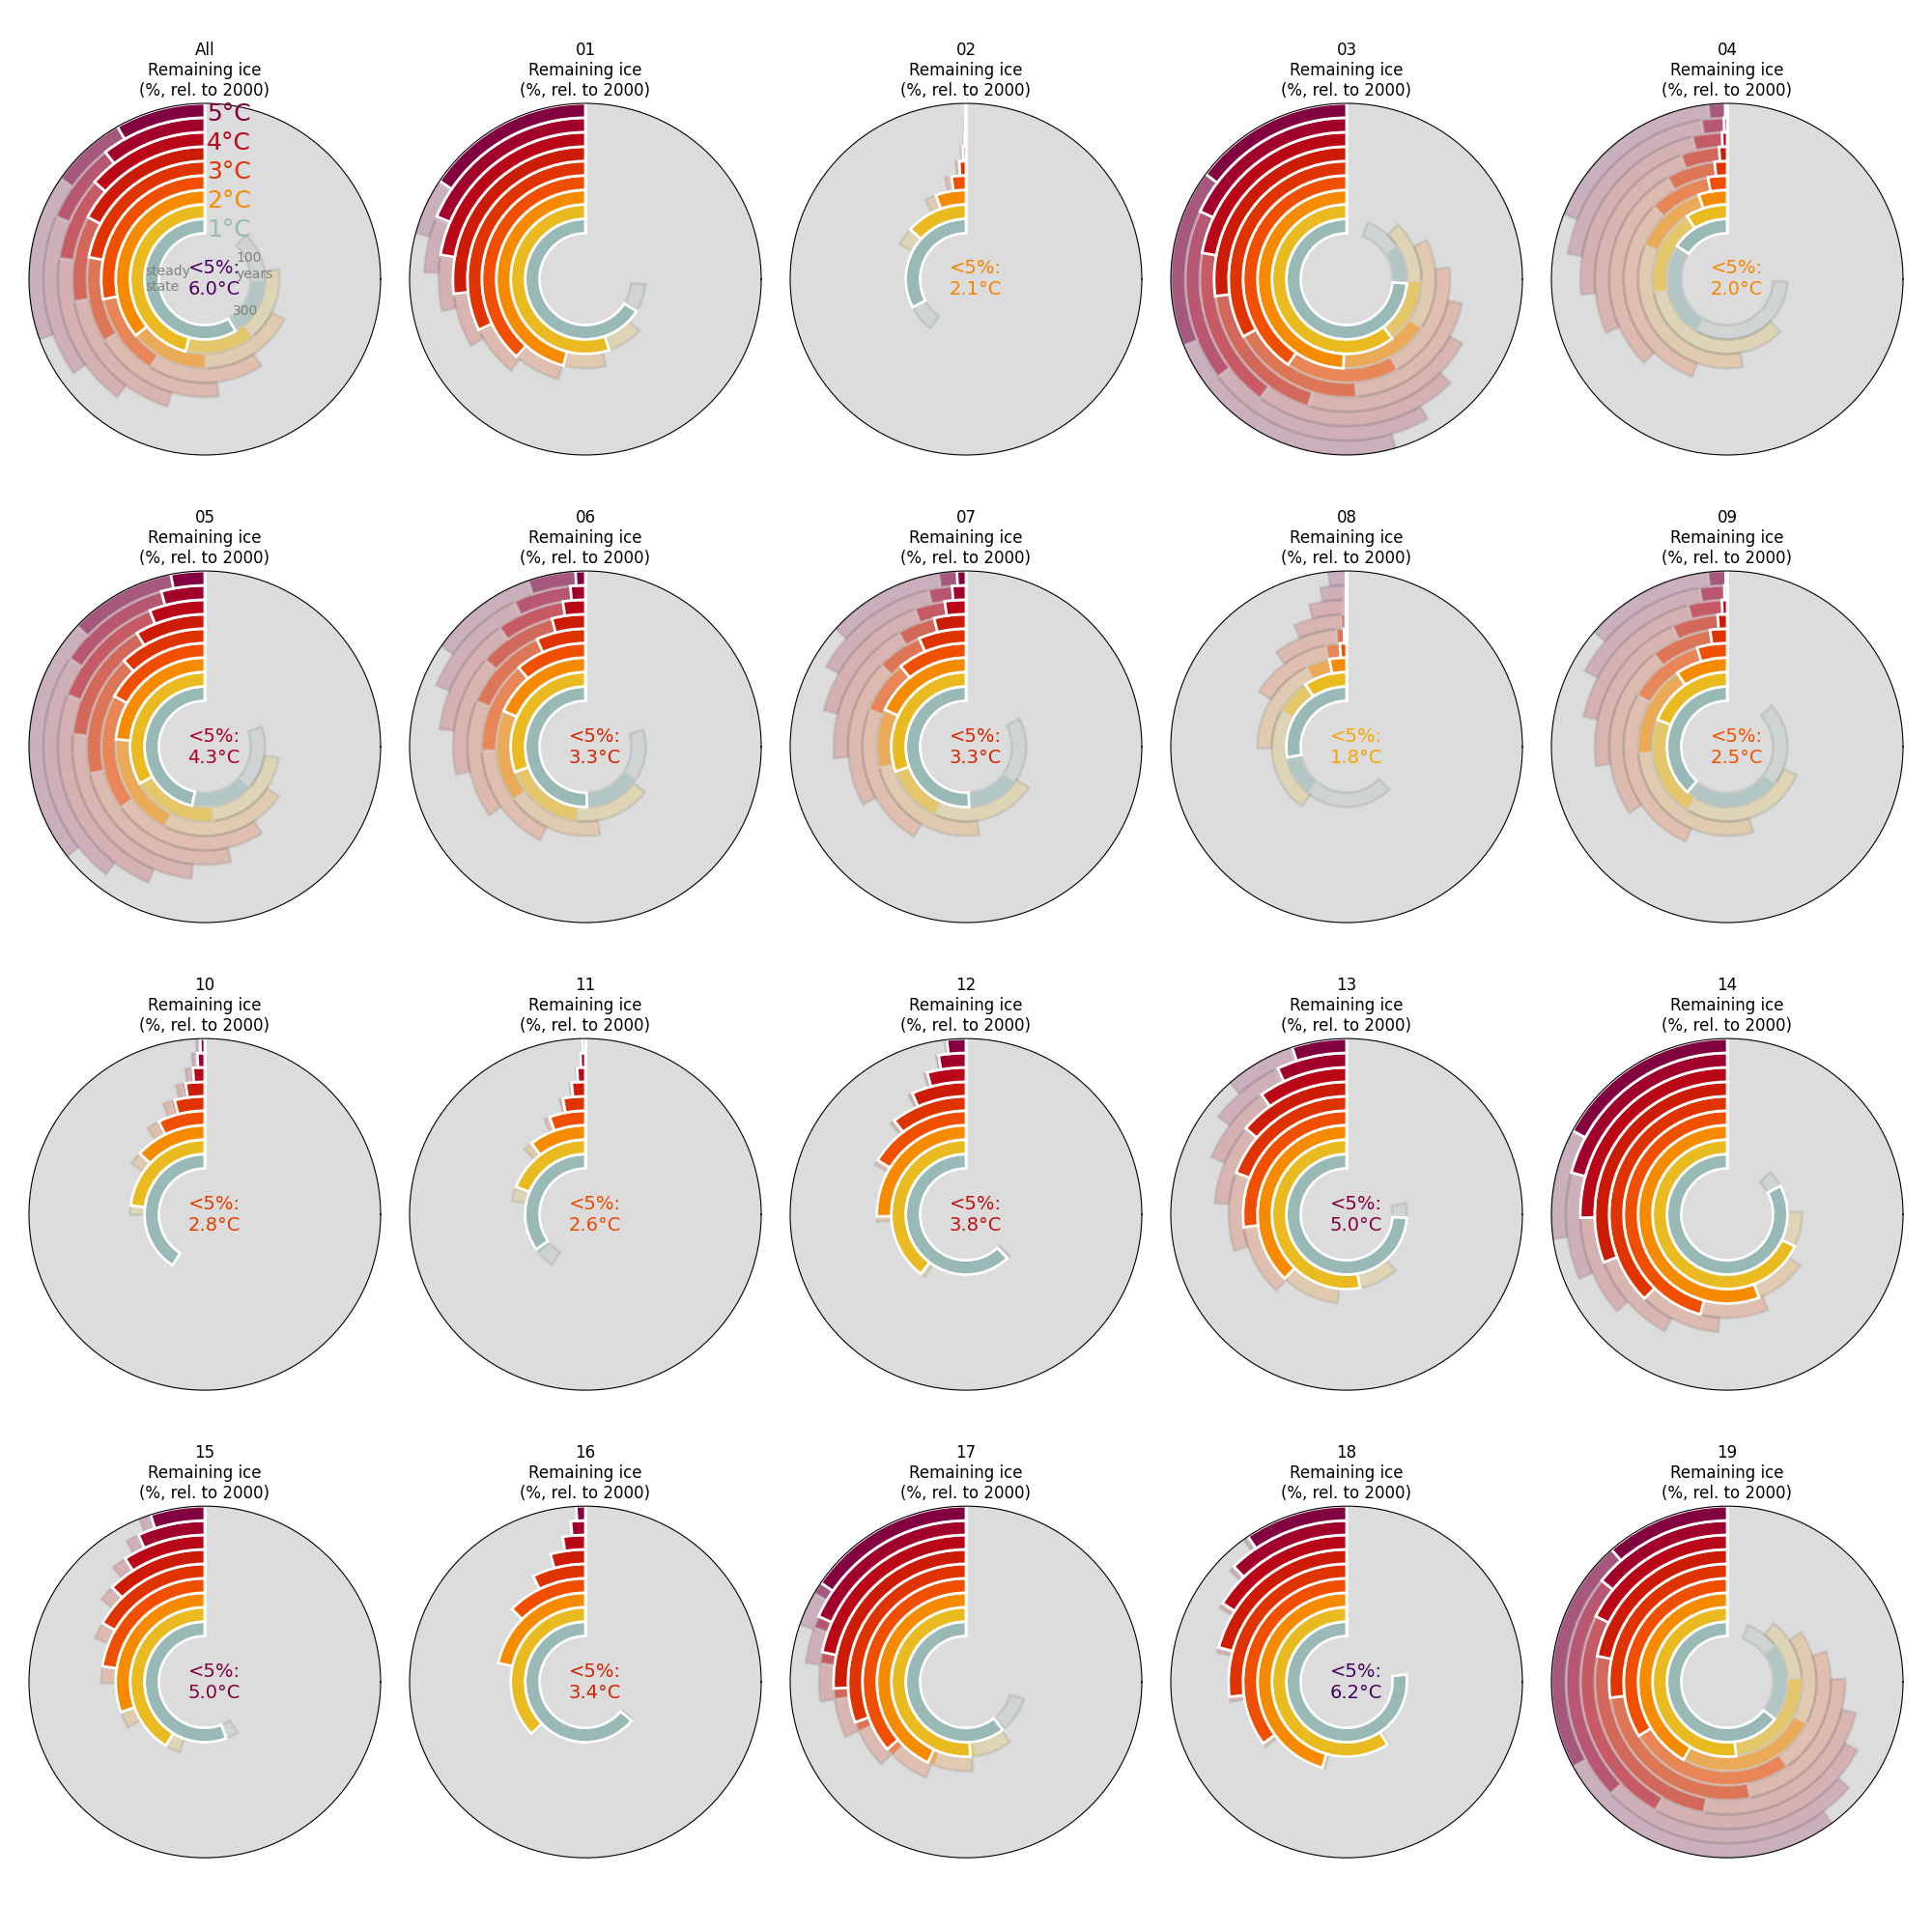 All
Remaining ice
(%, rel. to 2000)
5°C
4°C
3°C
2°C
1°C
steady
state
<5%:
6.0°C
100
years
300
01
Remaining ice
(%, rel. to 2000)
02
Remaining ice
(%, rel. to 2000)
<5%:
2.1°C
03
Remaining ice
(%, rel. to 2000)
04
Remaining ice
(%, rel. to 2000)
<5%:
2.0°C
05
Remaining ice
(%, rel. to 2000)
<5%:
4.3°C
06
Remaining ice
(%, rel. to 2000)
<5%:
3.3°C
07
Remaining ice
(%, rel. to 2000)
<5%:
3.3°C
08
Remaining ice
(%, rel. to 2000)
<5%:
1.8°C
09
Remaining ice
(%, rel. to 2000)
<5%:
2.5°C
10
Remaining ice
(%, rel. to 2000)
<5%:
2.8°C
11
Remaining ice
(%, rel. to 2000)
<5%:
2.6°C
12
Remaining ice
(%, rel. to 2000)
<5%:
3.8°C
13
Remaining ice
(%, rel. to 2000)
<5%:
5.0°C
14
Remaining ice
(%, rel. to 2000)
15
Remaining ice
(%, rel. to 2000)
<5%:
5.0°C
16
Remaining ice
(%, rel. to 2000)
<5%:
3.4°C
17
Remaining ice
(%, rel. to 2000)
18
Remaining ice
(%, rel. to 2000)
<5%:
6.2°C
19
Remaining ice
(%, rel. to 2000)